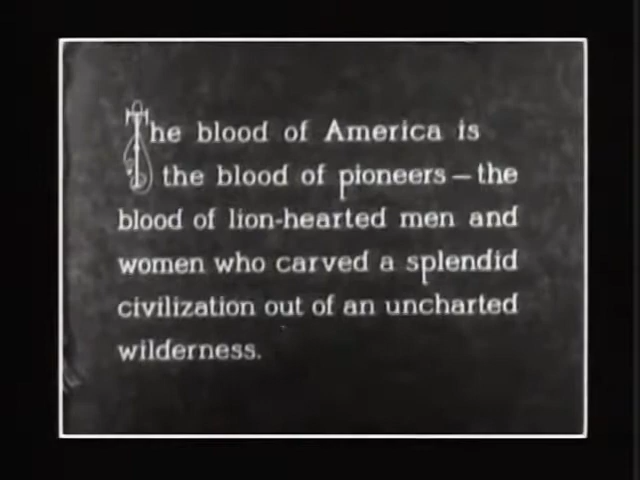 The blood of America is
the blood of pioneers — the
blood of lion-hearted men and
women who carved a splendid
civilization out of an uncharted
wilderness.